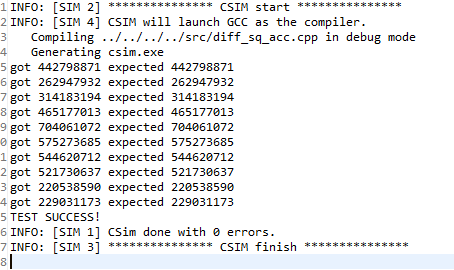 1 INFO: [SIM 2] *************** CSIM start ***************
2 INFO: [SIM 4] CSIM will launch GCC as the compiler.
3    Compiling ../../../../src/diff_sq_acc.cpp in debug mode
4    Generating csim.exe
5 got 442798871 expected 442798871
6 got 262947932 expected 262947932
7 got 314183194 expected 314183194
8 got 465177013 expected 465177013
9 got 704061072 expected 704061072
0 got 575273685 expected 575273685
1 got 544620712 expected 544620712
2 got 521730637 expected 521730637
3 got 220538590 expected 220538590
4 got 229031173 expected 229031173
5 TEST SUCCESS!
6 INFO: [SIM 1] CSim done with 0 errors.
7 INFO: [SIM 3] *************** CSIM finish ***************
8